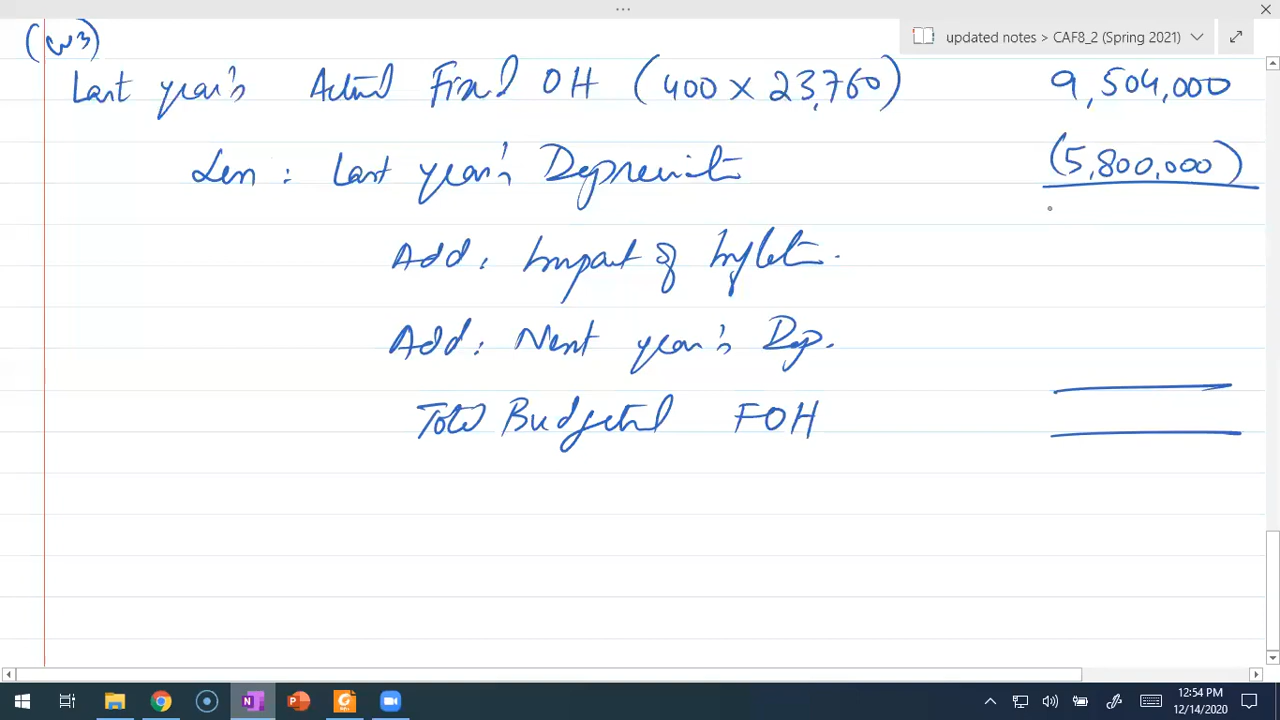 (W3)
updated notes > CAF8_2 (Spring 2021)
Last year's Actual Fixed OH (400 × 23,760) 9,504,000
Less : Last year's Depreciation (5,800,000)
Add : Impact of Inflation.
Add : Next year's Dep.
Total Budgeted FOH
12:54 PM
12/14/2020